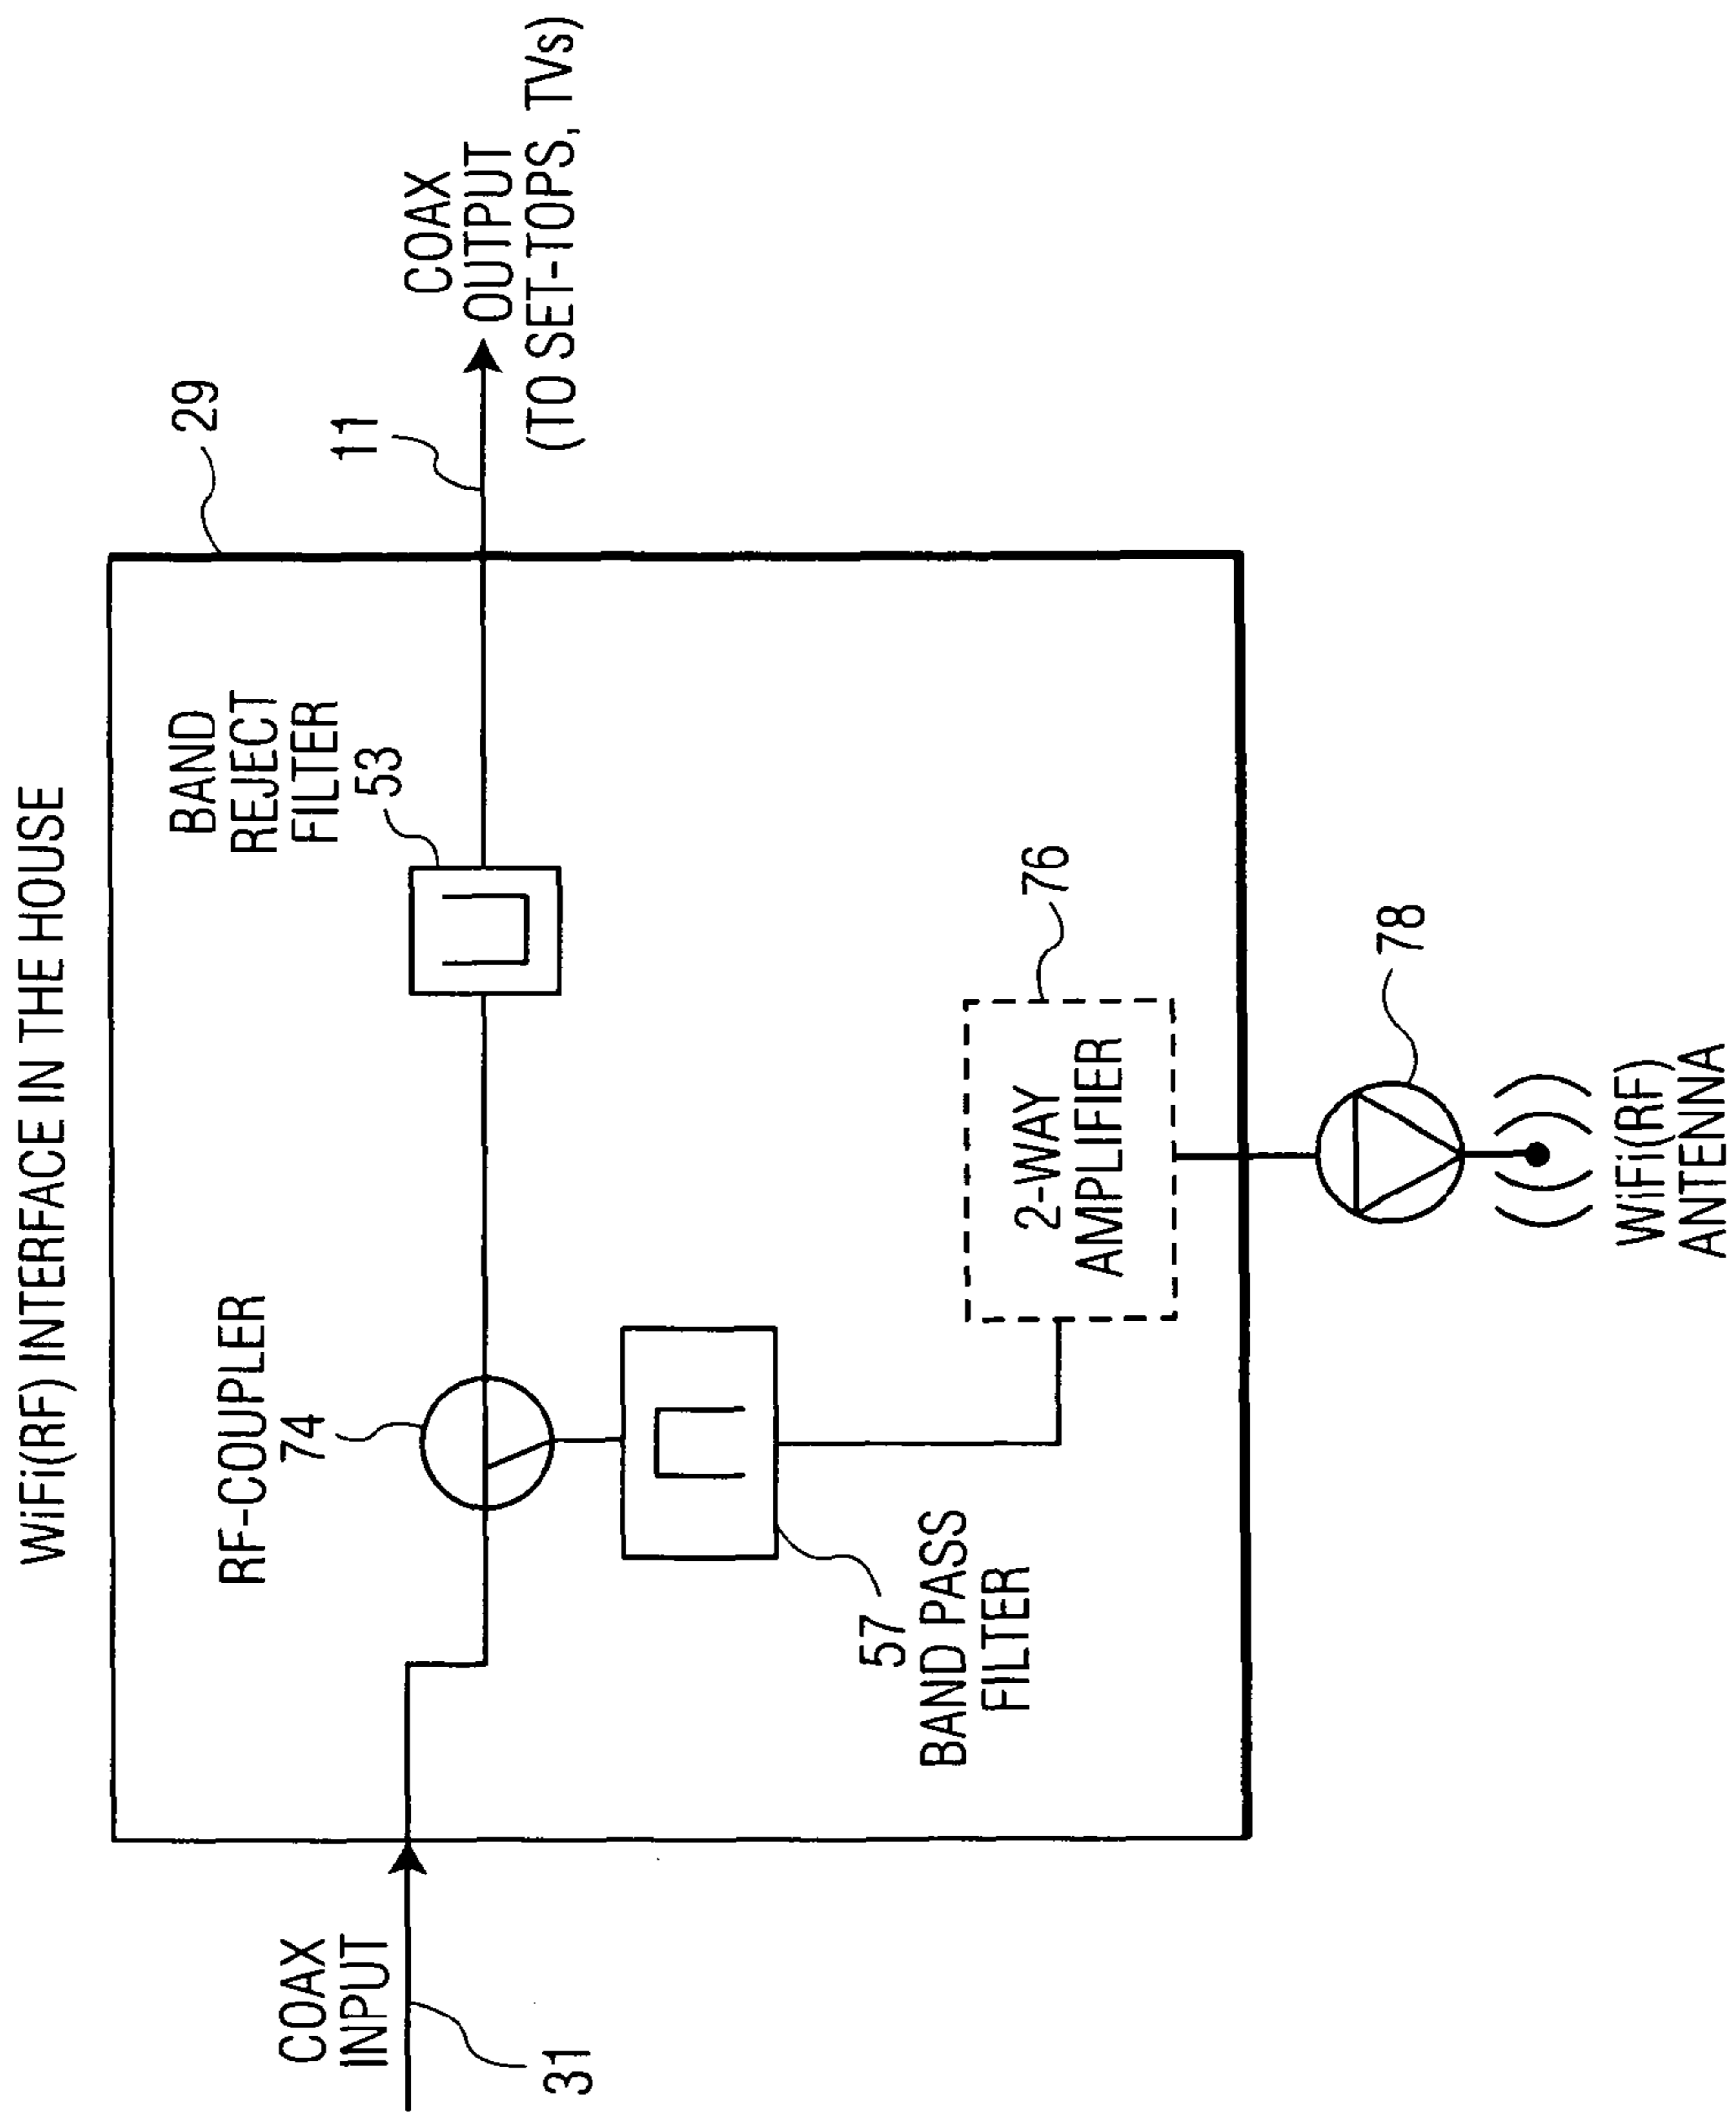 WiFi(RF) INTERFACE IN THE HOUSE
29
BAND
REJECT
FILTER
53
RF-COUPLER
74
COAX
INPUT
31
11
COAX
OUTPUT
(TO SET-TOPS, TVs)
57
BAND PASS
FILTER
76
2-WAY
AMPLIFIER
78
WiFi(RF)
ANTENNA